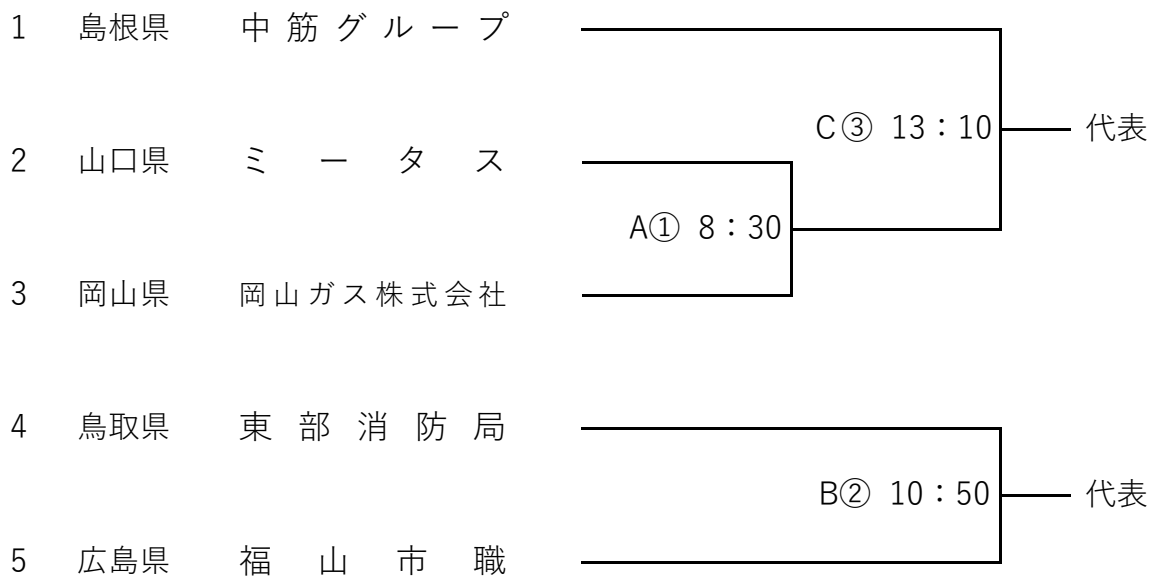 1 島根県 中筋グループ
C③ 13：10 代表
2 山口県 ミータス
A① 8：30
3 岡山県 岡山ガス株式会社
4 鳥取県 東部消防局
B② 10：50 代表
5 広島県 福山市職